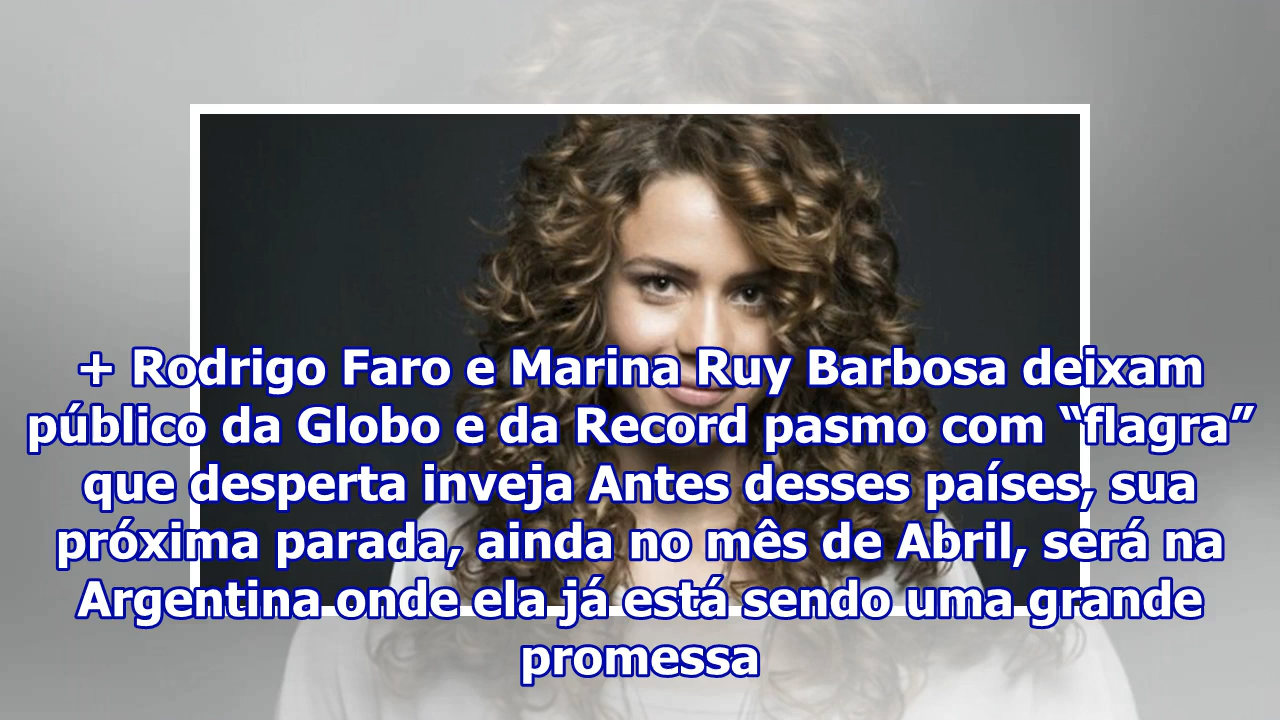 + Rodrigo Faro e Marina Ruy Barbosa deixam
público da Globo e da Record pasmo com “flagra”
que desperta inveja Antes desses países, sua
próxima parada, ainda no mês de Abril, será na
Argentina onde ela já está sendo uma grande
promessa